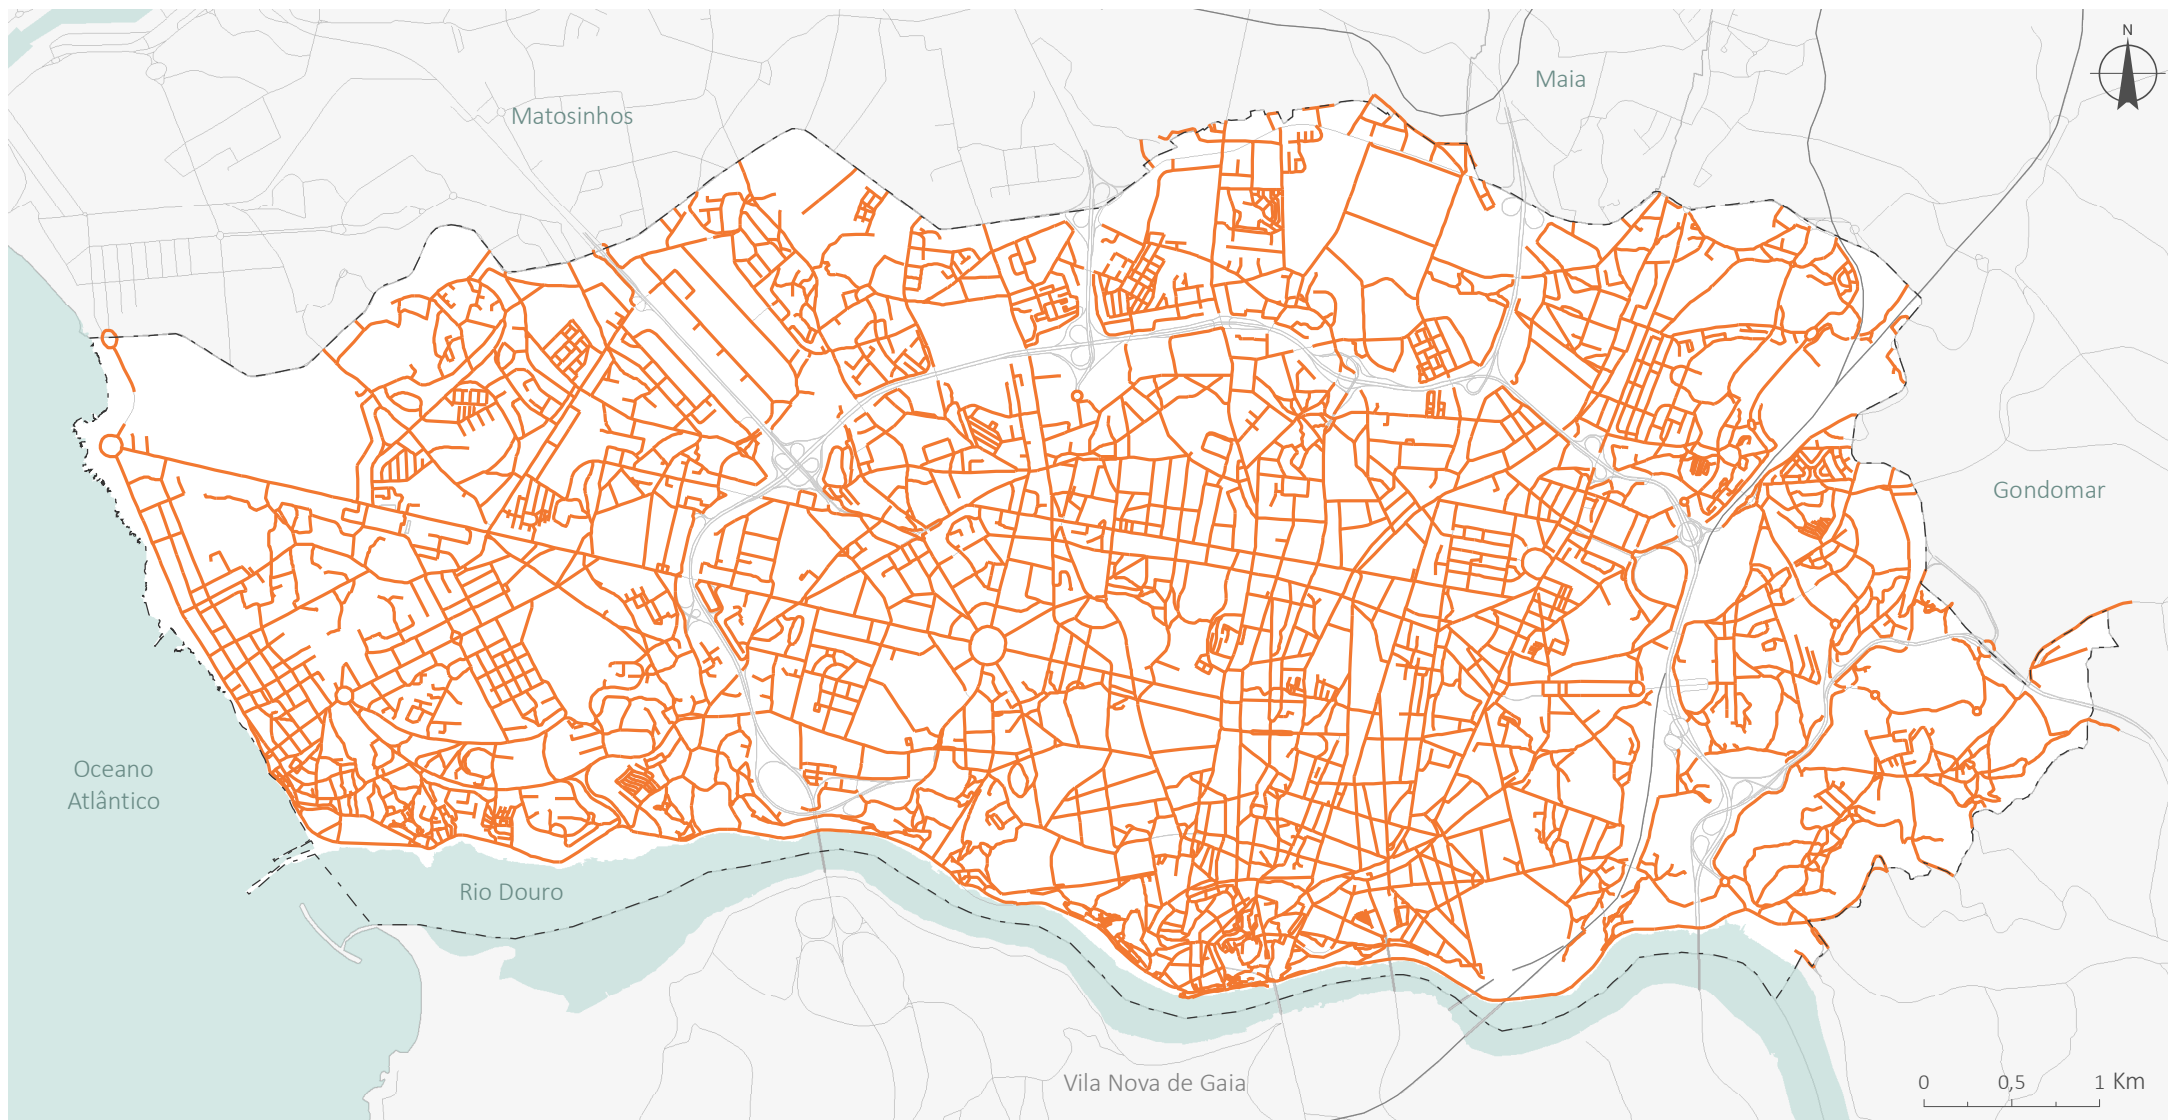 N
Maia
Matosinhos
Gondomar
Oceano
Atlântico
Rio Douro
Vila Nova de Gaia
0 0,5 1 Km